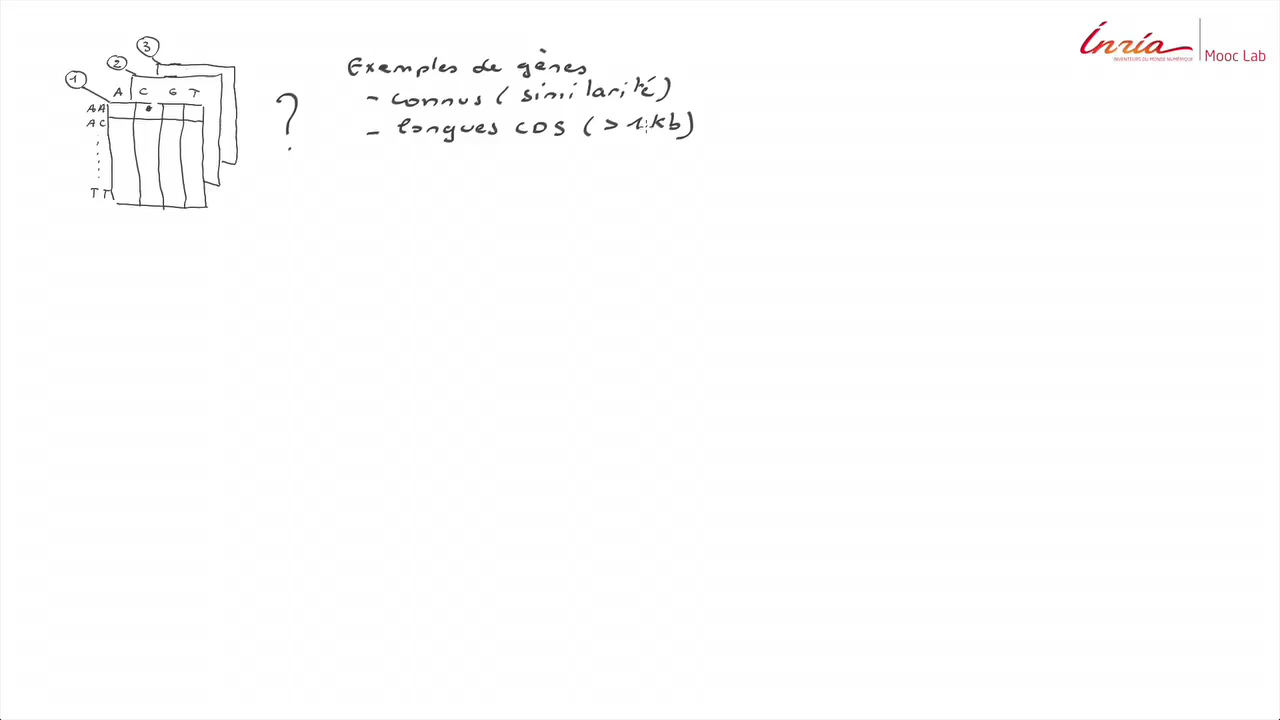 3
2
1
A C G T
AA
AC
TT
?
Exemples de gènes
- connus (similarité)
- longues CDS (> 1kb)
Inria
INVENTEURS DU MONDE NUMÉRIQUE
Mooc Lab